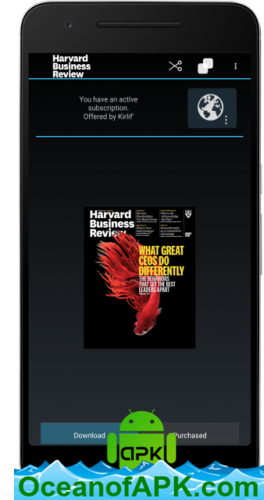 Harvard
Business
Review
You have an active
subscription.
Offered by Kirlif'
Harvard
Business
Review
WHAT GREAT
CEOS DO
DIFFERENTLY
THE BEHAVIORS
THAT SET THE BEST
LEADERS APART
Download
Purchased
APK
OceanofAPK.com